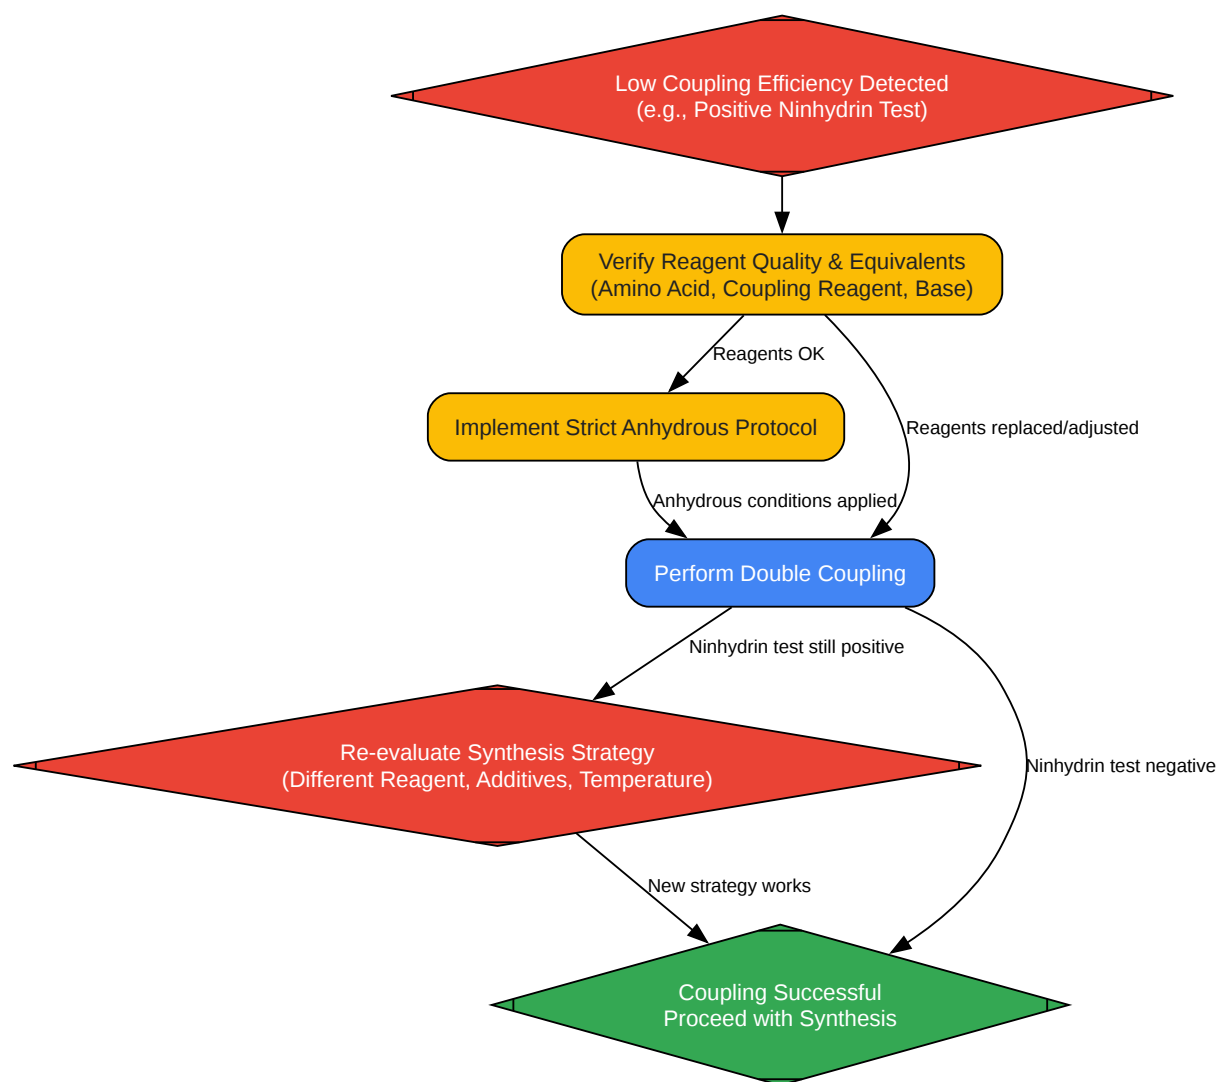 Low Coupling Efficiency Detected
(e.g., Positive Ninhydrin Test)
Verify Reagent Quality & Equivalents
(Amino Acid, Coupling Reagent, Base)
Reagents OK
Implement Strict Anhydrous Protocol
Reagents replaced/adjusted
Anhydrous conditions applied
Perform Double Coupling
Ninhydrin test still positive
Re-evaluate Synthesis Strategy
(Different Reagent, Additives, Temperature)
Ninhydrin test negative
New strategy works
Coupling Successful
Proceed with Synthesis